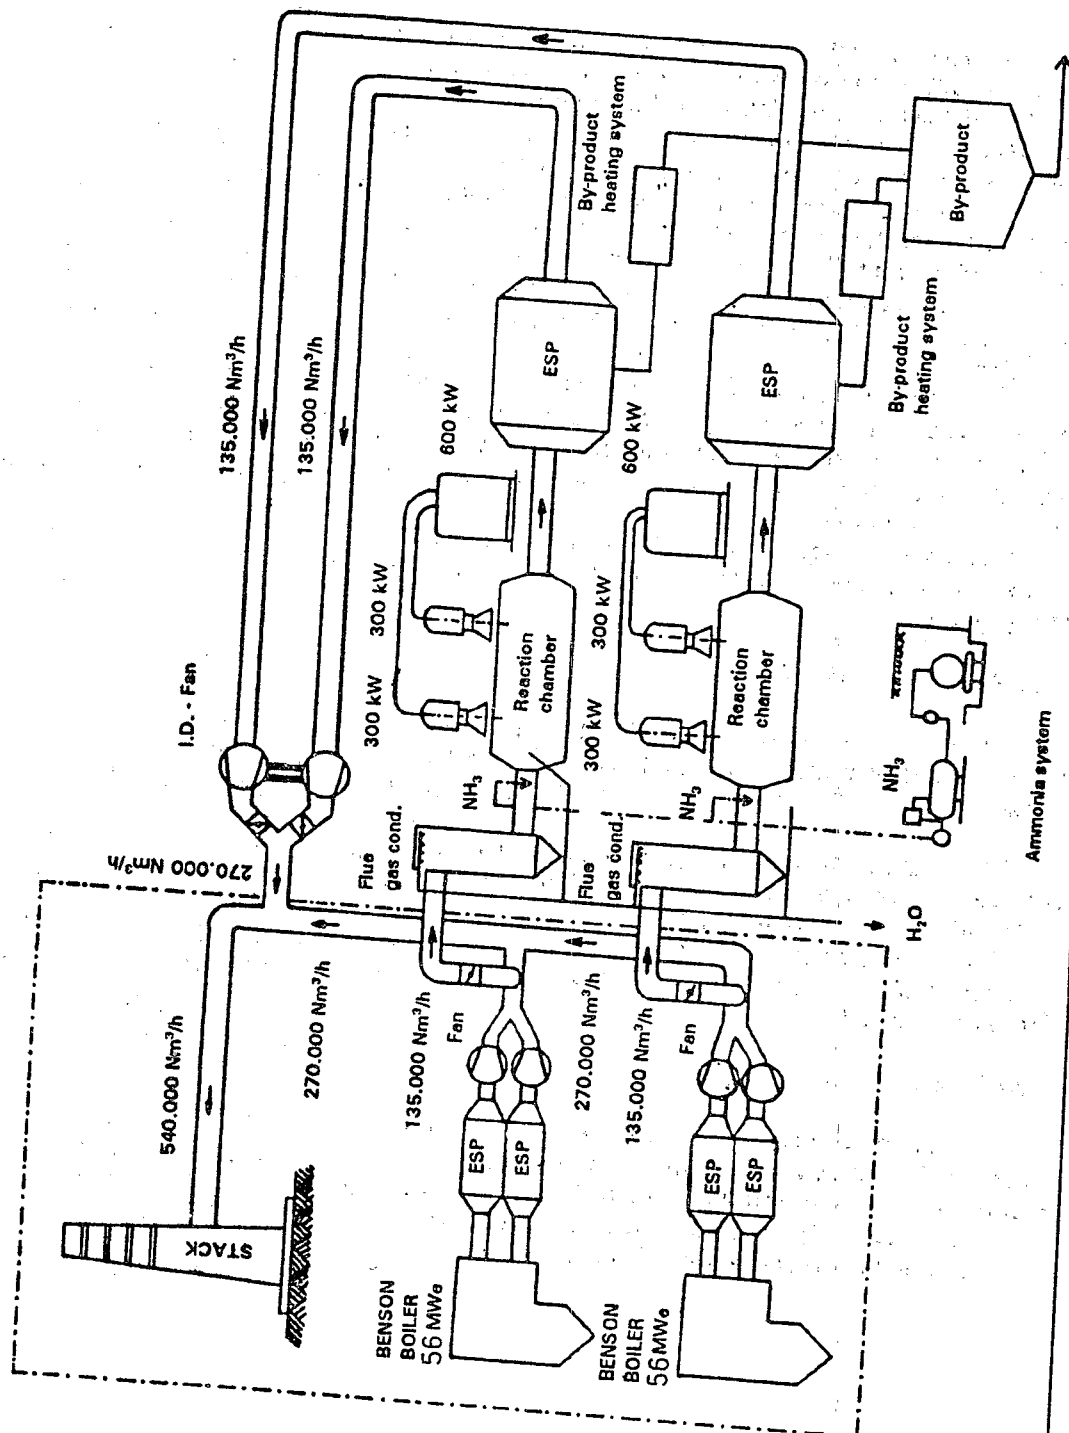 540.000 Nm³/h
I.D. - Fan
STACK
135.000 Nm³/h
270.000 Nm³/h
270.000 Nm³/h
135.000 Nm³/h
BENSON
BOILER
56 MWe
135.000 Nm³/h
Flue
gas cond.
300 kW
300 kW
600 kW
Fan
NH₃
ESP
ESP
Reaction
chamber
ESP
By-product
heating system
270.000 Nm³/h
BENSON
BOILER
56 MWe
135.000 Nm³/h
Flue
gas cond.
300 kW
300 kW
600 kW
Fan
NH₃
ESP
ESP
Reaction
chamber
ESP
By-product
heating system
By-product
H₂O
NH₃
Ammonia system